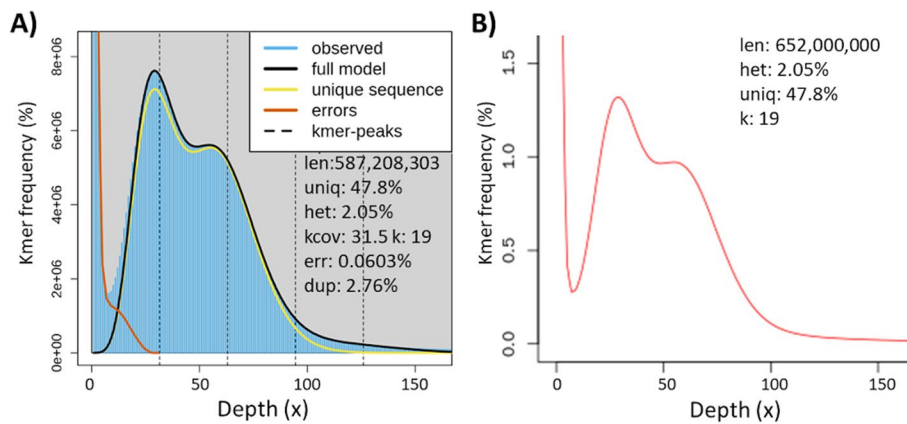 A)
Kmer frequency (%)
8e+06
6e+06
4e+06
2e+06
0e+00
observed
full model
unique sequence
errors
kmer-peaks
len:587,208,303
uniq: 47.8%
het: 2.05%
kcov: 31.5 k: 19
err: 0.0603%
dup: 2.76%
0 50 100 150
Depth (x)
B)
Kmer frequency (%)
1.5
1.0
0.5
0.0
len: 652,000,000
het: 2.05%
uniq: 47.8%
k: 19
0 50 100 150
Depth (x)